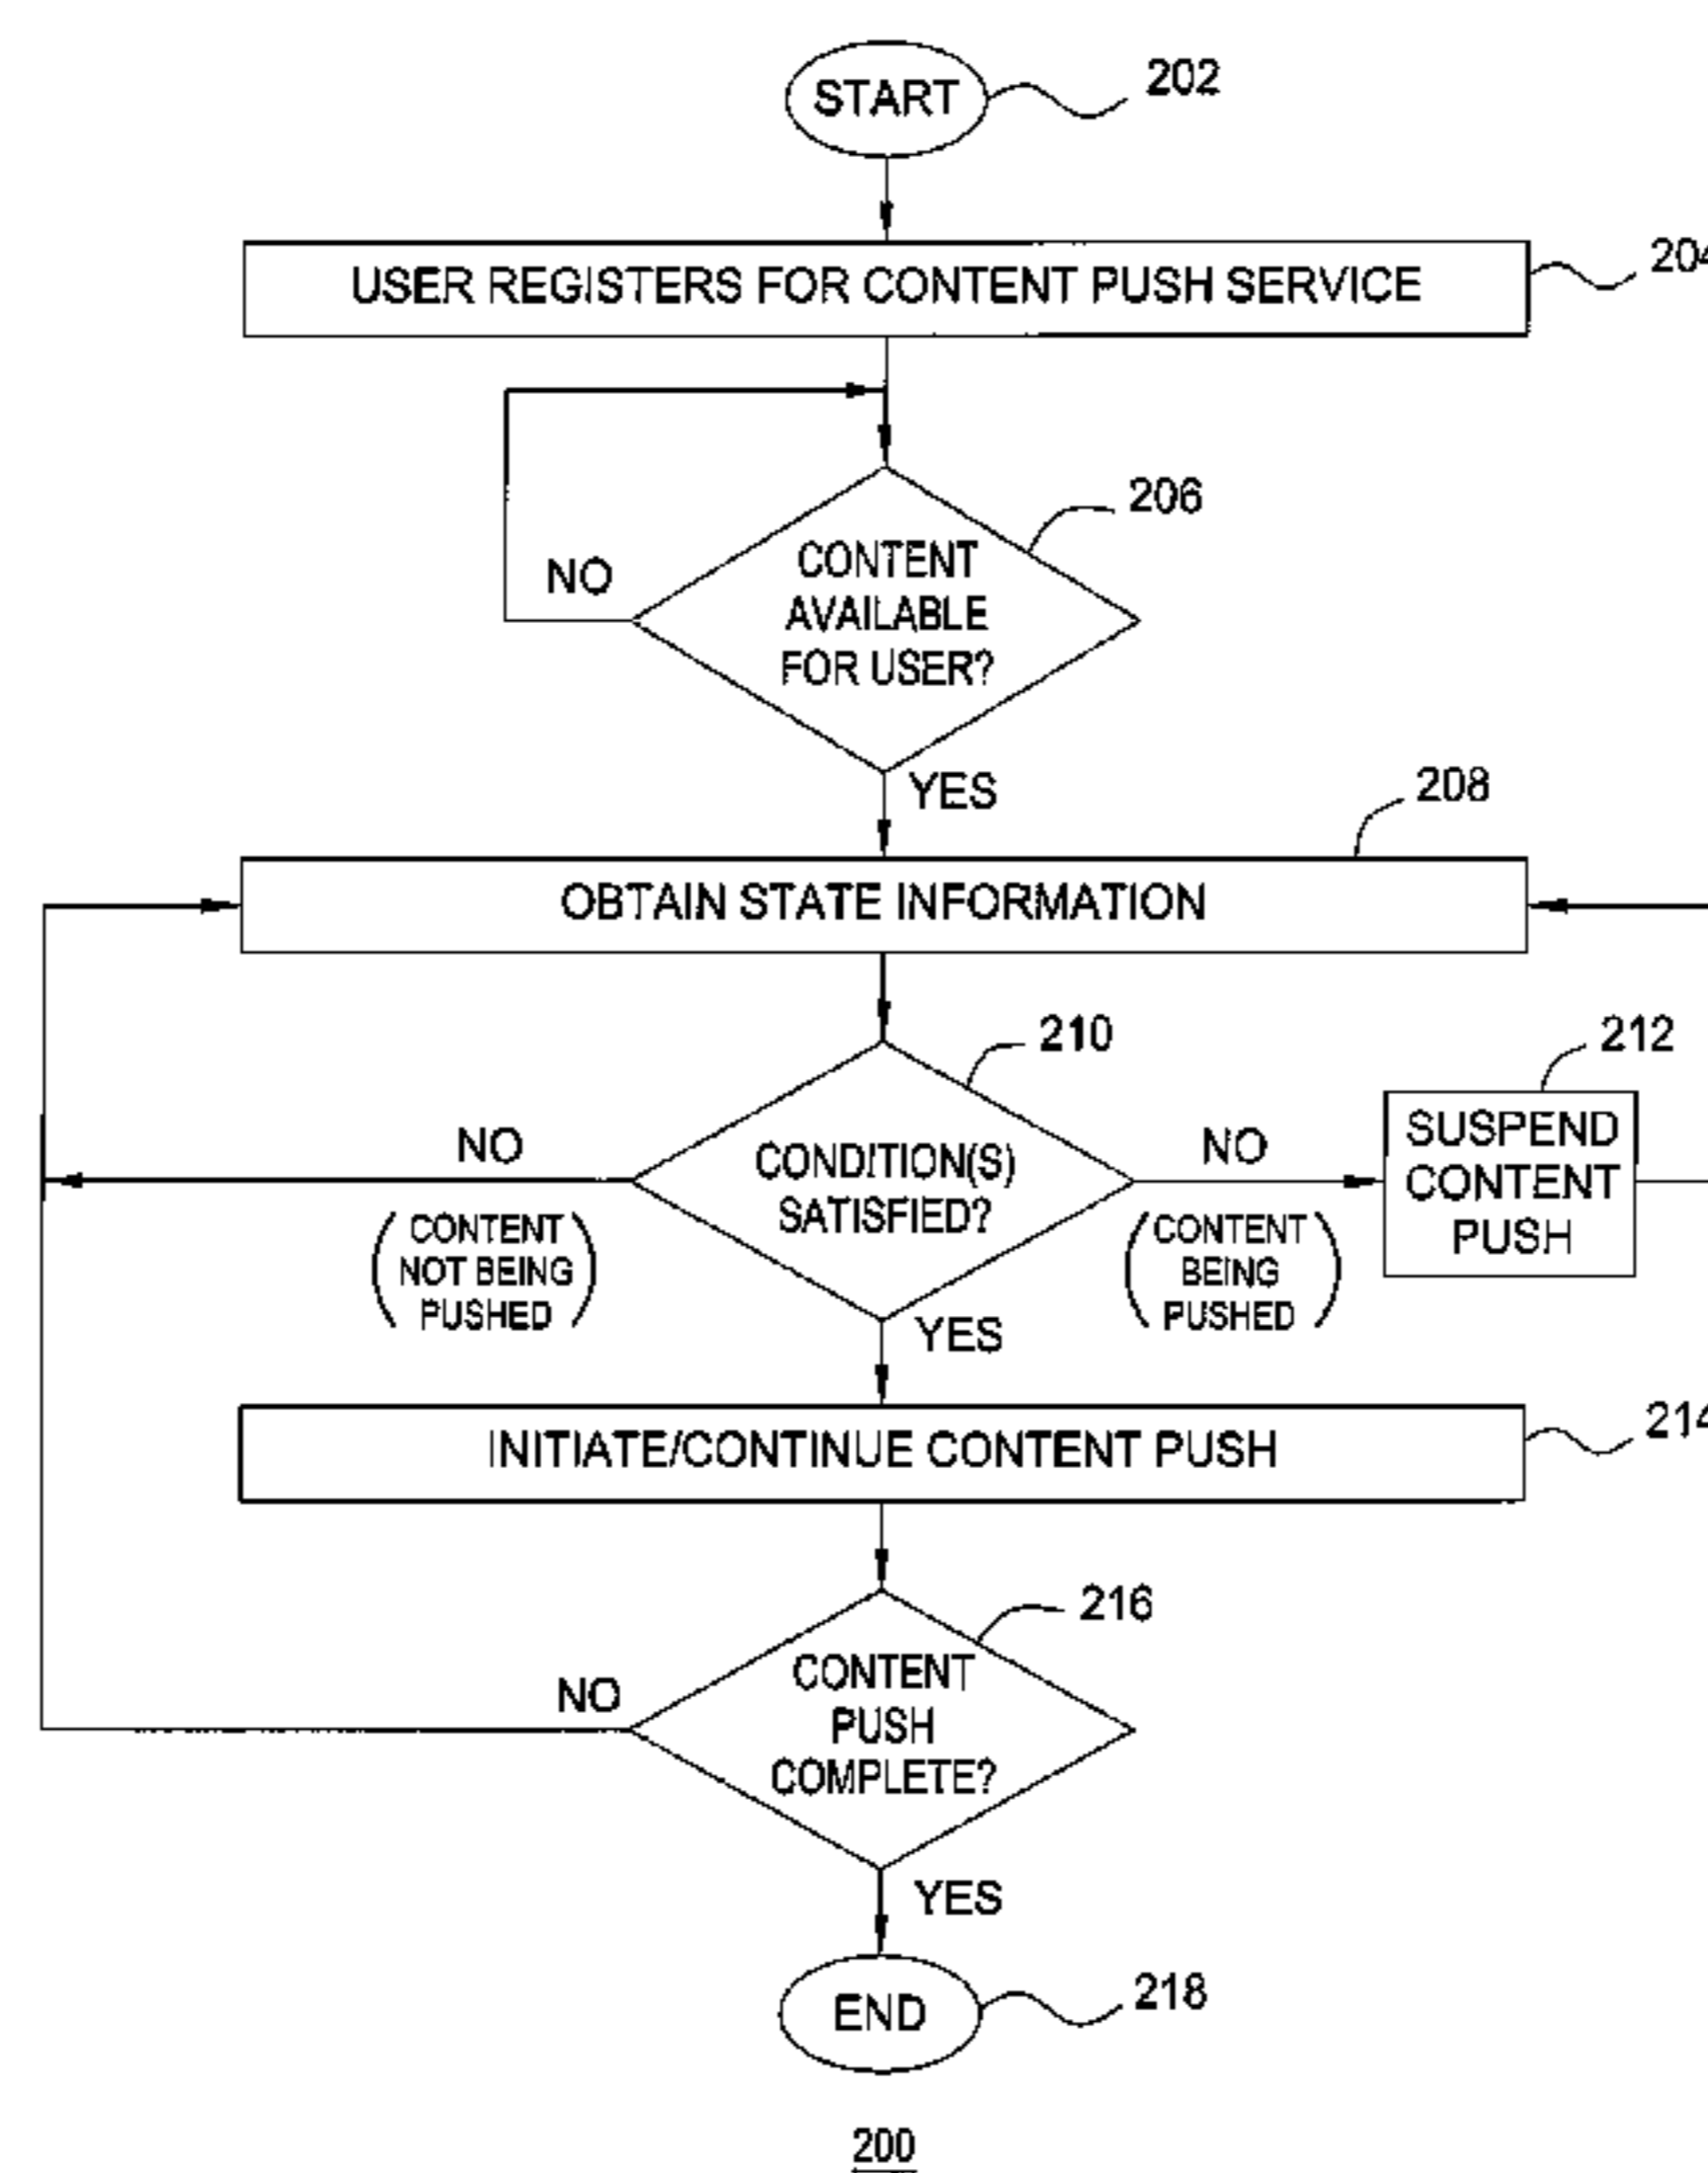 START
202
USER REGISTERS FOR CONTENT PUSH SERVICE
204
206
CONTENT
AVAILABLE
FOR USER?
NO
YES
208
OBTAIN STATE INFORMATION
210
212
NO
CONDITION(S)
SATISFIED?
NO
SUSPEND
CONTENT
PUSH
(CONTENT
NOT BEING
PUSHED)
(CONTENT
BEING
PUSHED)
YES
INITIATE/CONTINUE CONTENT PUSH
214
216
CONTENT
PUSH
COMPLETE?
NO
YES
END
218
200